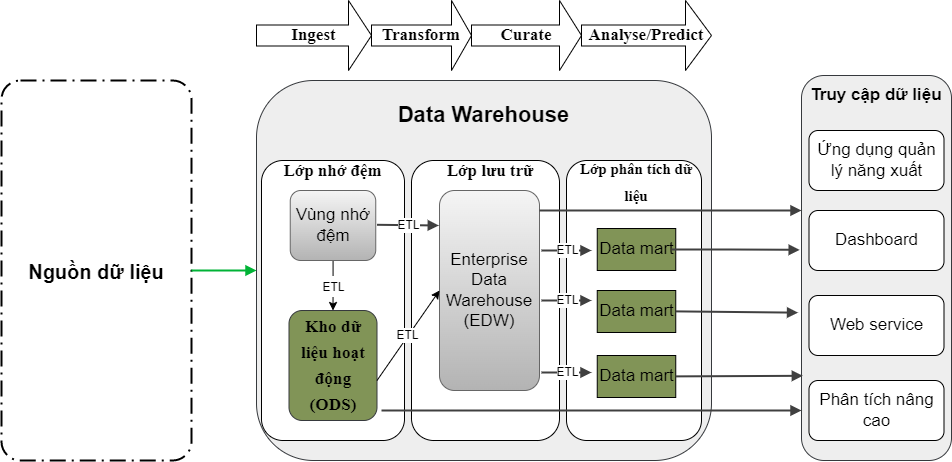 Ingest
Transform
Curate
Analyse/Predict
Nguồn dữ liệu
Data Warehouse
Lớp nhớ đệm
Vùng nhớ
đệm
ETL
Kho dữ
liệu hoạt
động
(ODS)
ETL
ETL
Lớp lưu trữ
Enterprise
Data
Warehouse
(EDW)
Lớp phân tích dữ
liệu
ETL
Data mart
ETL
Data mart
ETL
Data mart
Truy cập dữ liệu
Ứng dụng quản
lý năng xuất
Dashboard
Web service
Phân tích nâng
cao